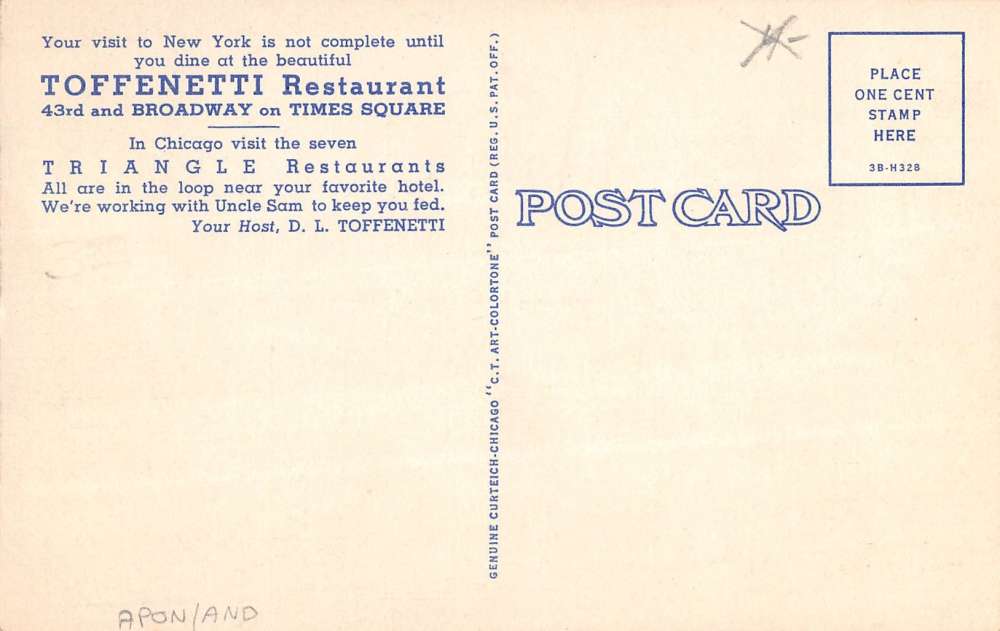 Your visit to New York is not complete until
you dine at the beautiful
TOFFENETTI Restaurant
43rd and BROADWAY on TIMES SQUARE
In Chicago visit the seven
TRIANGLE Restaurants
All are in the loop near your favorite hotel.
We're working with Uncle Sam to keep you fed.
Your Host, D. L. TOFFENETTI
GENUINE CURTEICH-CHICAGO "C.T. ART-COLORTONE" POST CARD (REG. U.S. PAT. OFF.)
POST CARD
PLACE
ONE CENT
STAMP
HERE
3B-H328
APON/AND